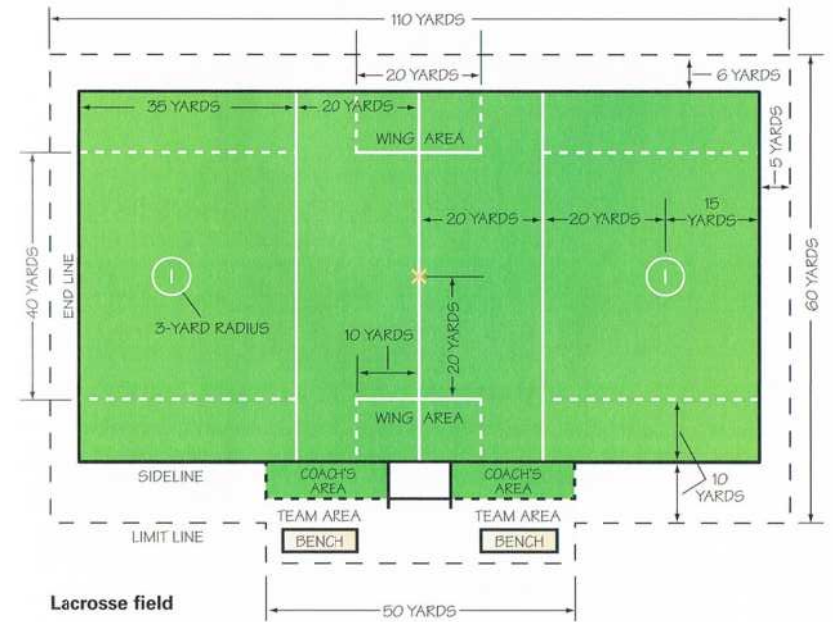 110 YARDS
20 YARDS
6 YARDS
35 YARDS
20 YARDS
WING AREA
5 YARDS
15
YARDS
20 YARDS
20 YARDS
40 YARDS
END LINE
60 YARDS
3-YARD RADIUS
10 YARDS
20 YARDS
WING AREA
SIDELINE
COACH'S
AREA
COACH'S
AREA
10
YARDS
TEAM AREA
TEAM AREA
LIMIT LINE
BENCH
BENCH
Lacrosse field
50 YARDS